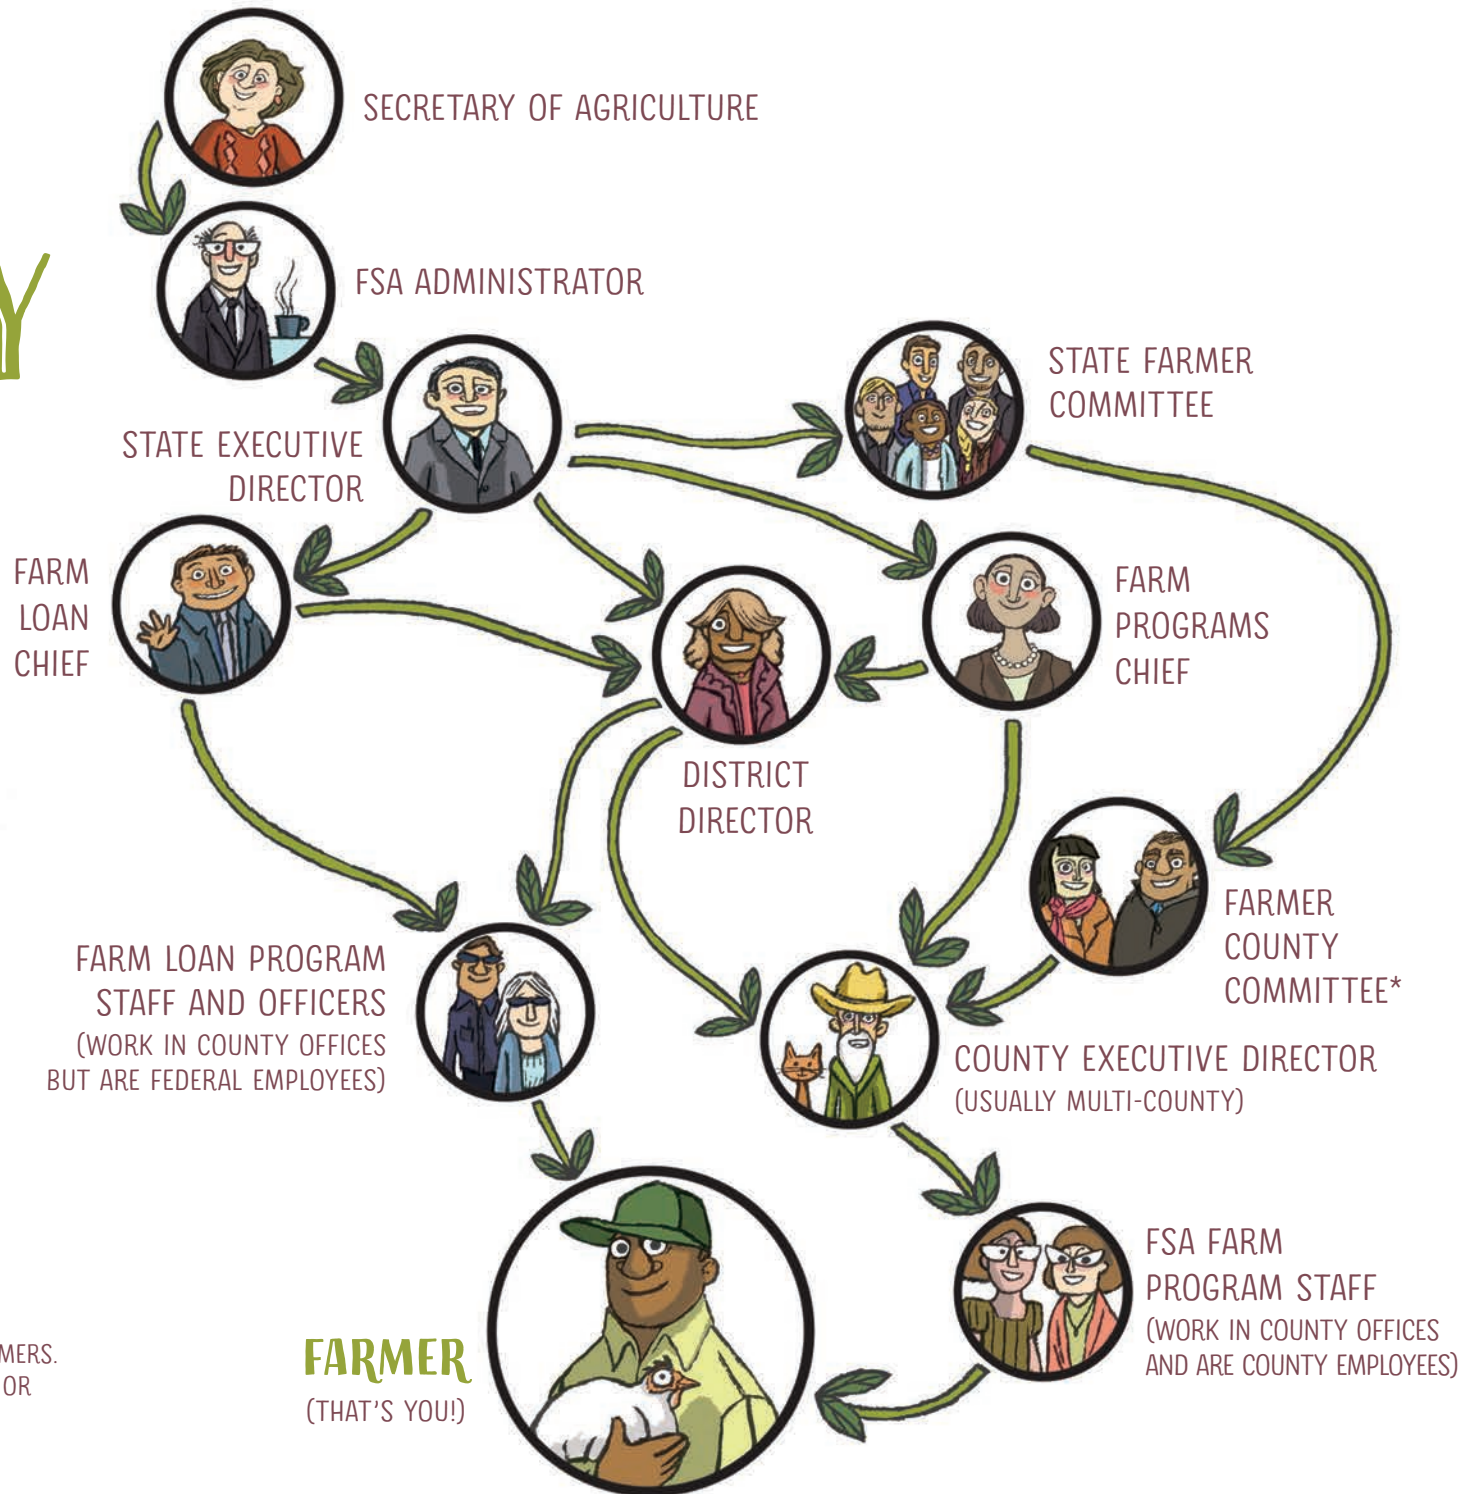 SECRETARY OF AGRICULTURE
FSA ADMINISTRATOR
Y
STATE FARMER
COMMITTEE
STATE EXECUTIVE
DIRECTOR
FARM
LOAN
CHIEF
FARM
PROGRAMS
CHIEF
DISTRICT
DIRECTOR
FARMER
COUNTY
COMMITTEE*
FARM LOAN PROGRAM
STAFF AND OFFICERS
(WORK IN COUNTY OFFICES
BUT ARE FEDERAL EMPLOYEES)
COUNTY EXECUTIVE DIRECTOR
(USUALLY MULTI-COUNTY)
FSA FARM
PROGRAM STAFF
(WORK IN COUNTY OFFICES
AND ARE COUNTY EMPLOYEES)
FARMER
(THAT'S YOU!)
MERS.
OR